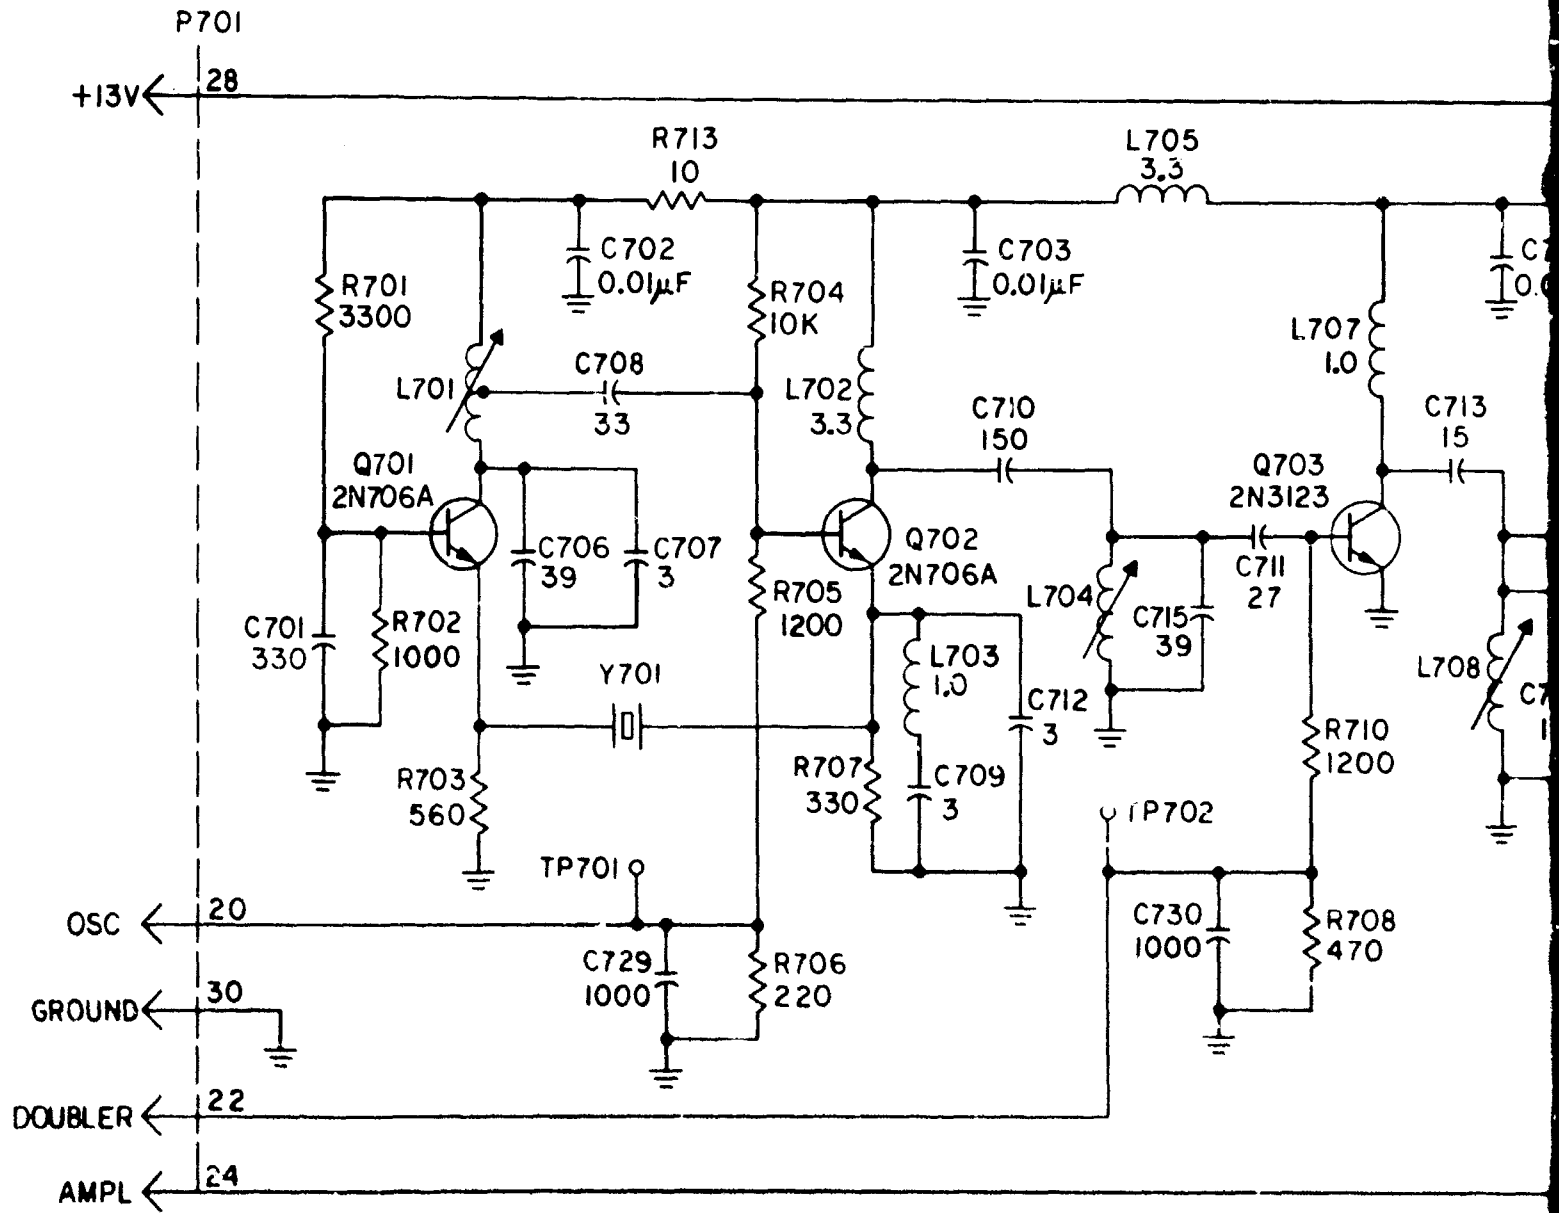 P701
+13V
28
R713
10
L705
3.3
C702
0.01µF
C703
0.01µF
R701
3300
R704
10K
L707
1.0
L701
C708
33
L702
3.3
C710
150
C713
15
Q701
2N706A
Q703
2N3123
C706
39
C707
3
Q702
2N706A
C711
27
C701
330
R702
1000
R705
1200
L704
C715
39
L703
1.0
L708
Y701
C712
3
R703
560
R707
330
C709
3
R710
1200
TP701
TP702
OSC
20
C729
1000
R706
220
C730
1000
R708
470
GROUND
30
DOUBLER
22
AMPL
24